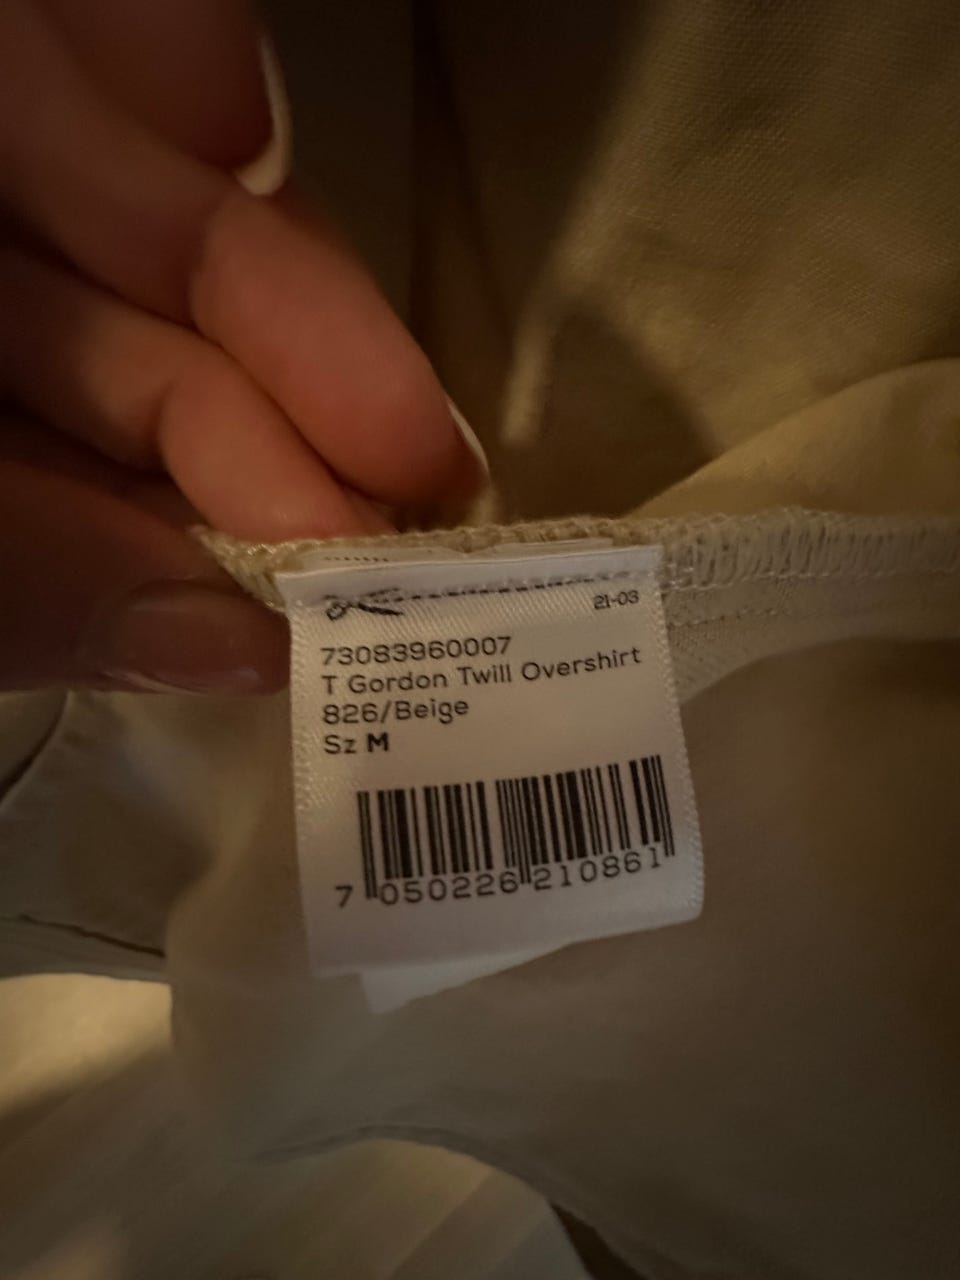 21-03
73083960007
T Gordon Twill Overshirt
826/Beige
Sz M
7 050226 210861